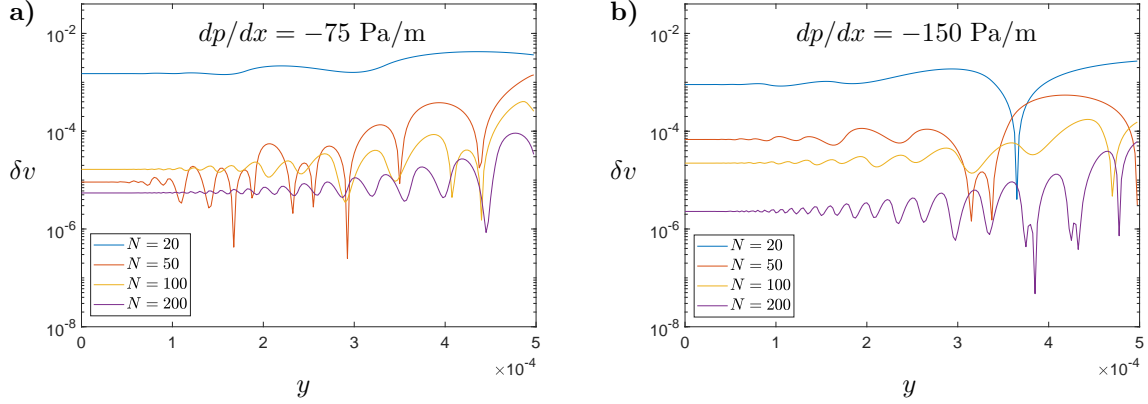 a)
dp/dx = −75 Pa/m
10⁻²
10⁻⁴
δv
10⁻⁶
10⁻⁸
N = 20
N = 50
N = 100
N = 200
0 1 2 3 4 5
×10⁻⁴
y
b)
dp/dx = −150 Pa/m
10⁻²
10⁻⁴
δv
10⁻⁶
10⁻⁸
N = 20
N = 50
N = 100
N = 200
0 1 2 3 4 5
×10⁻⁴
y